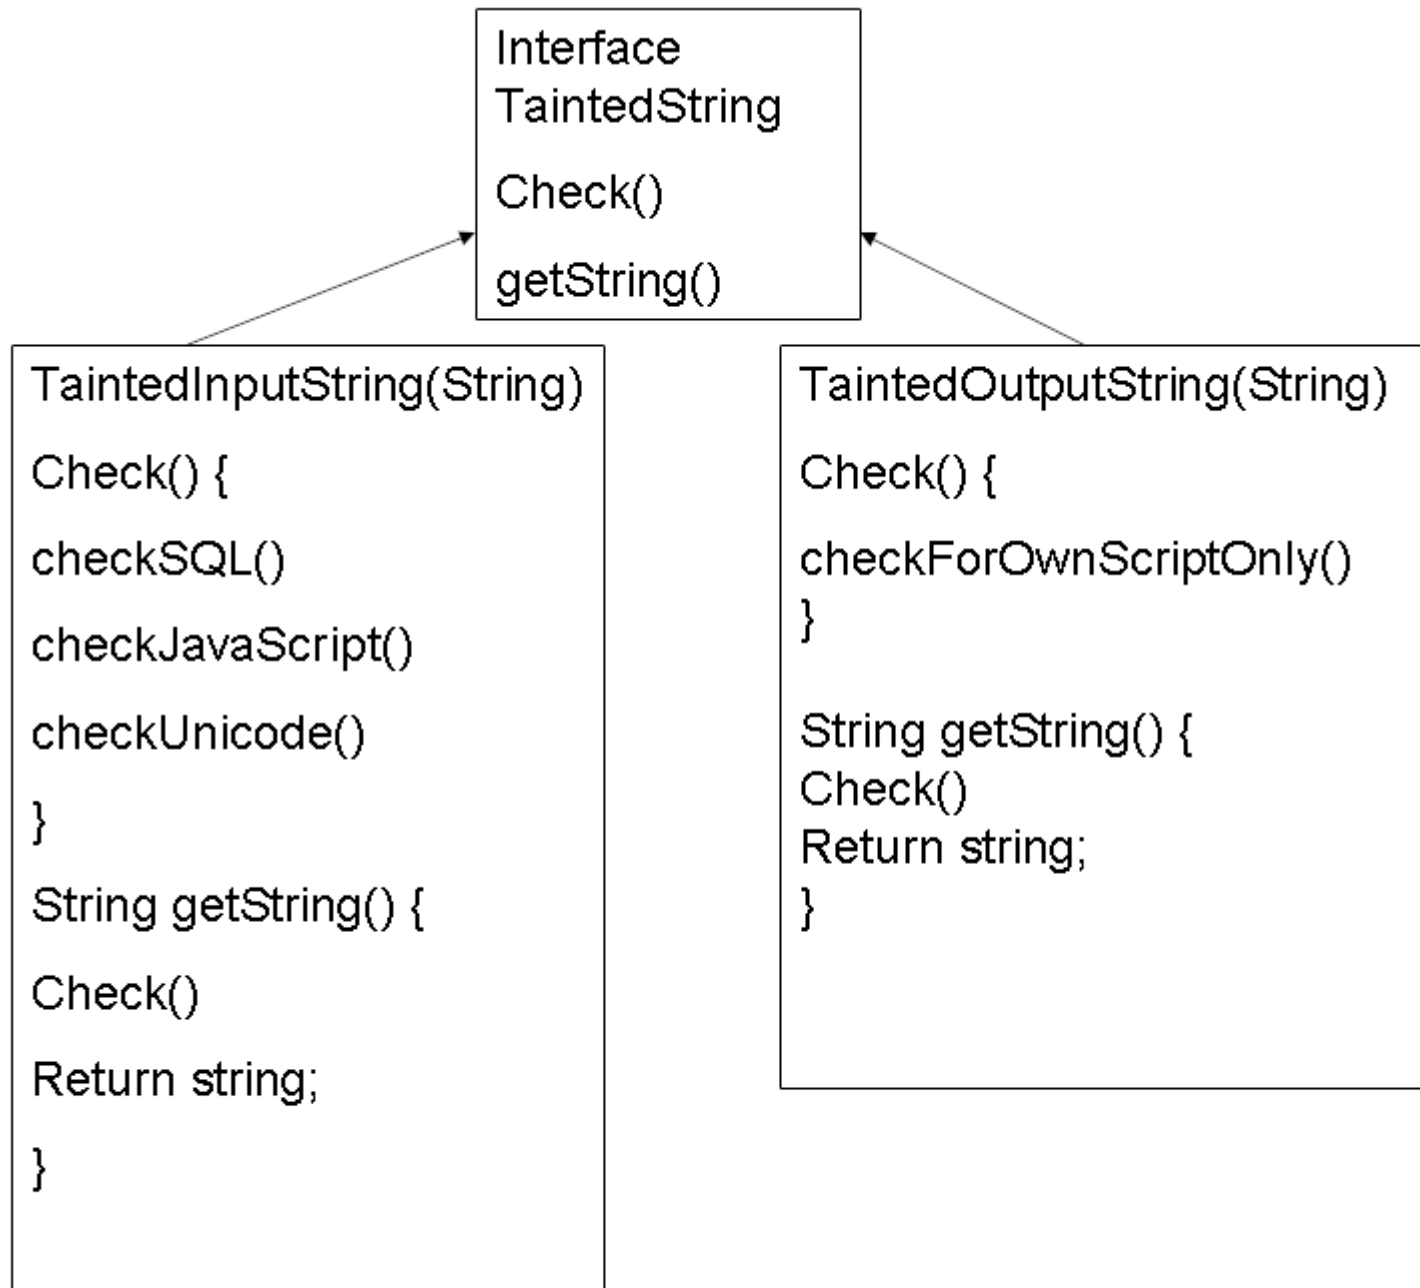 Interface
TaintedString
Check()
getString()
TaintedInputString(String)
Check() {
checkSQL()
checkJavaScript()
checkUnicode()
}
String getString() {
Check()
Return string;
}
TaintedOutputString(String)
Check() {
checkForOwnScriptOnly()
}
String getString() {
Check()
Return string;
}